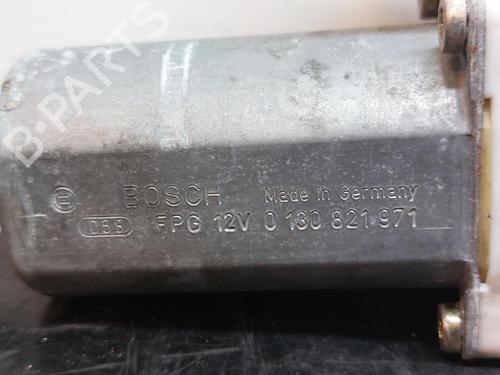 B-PARTS
BOSCH Made in Germany
FPG 12V 0 130 821 971